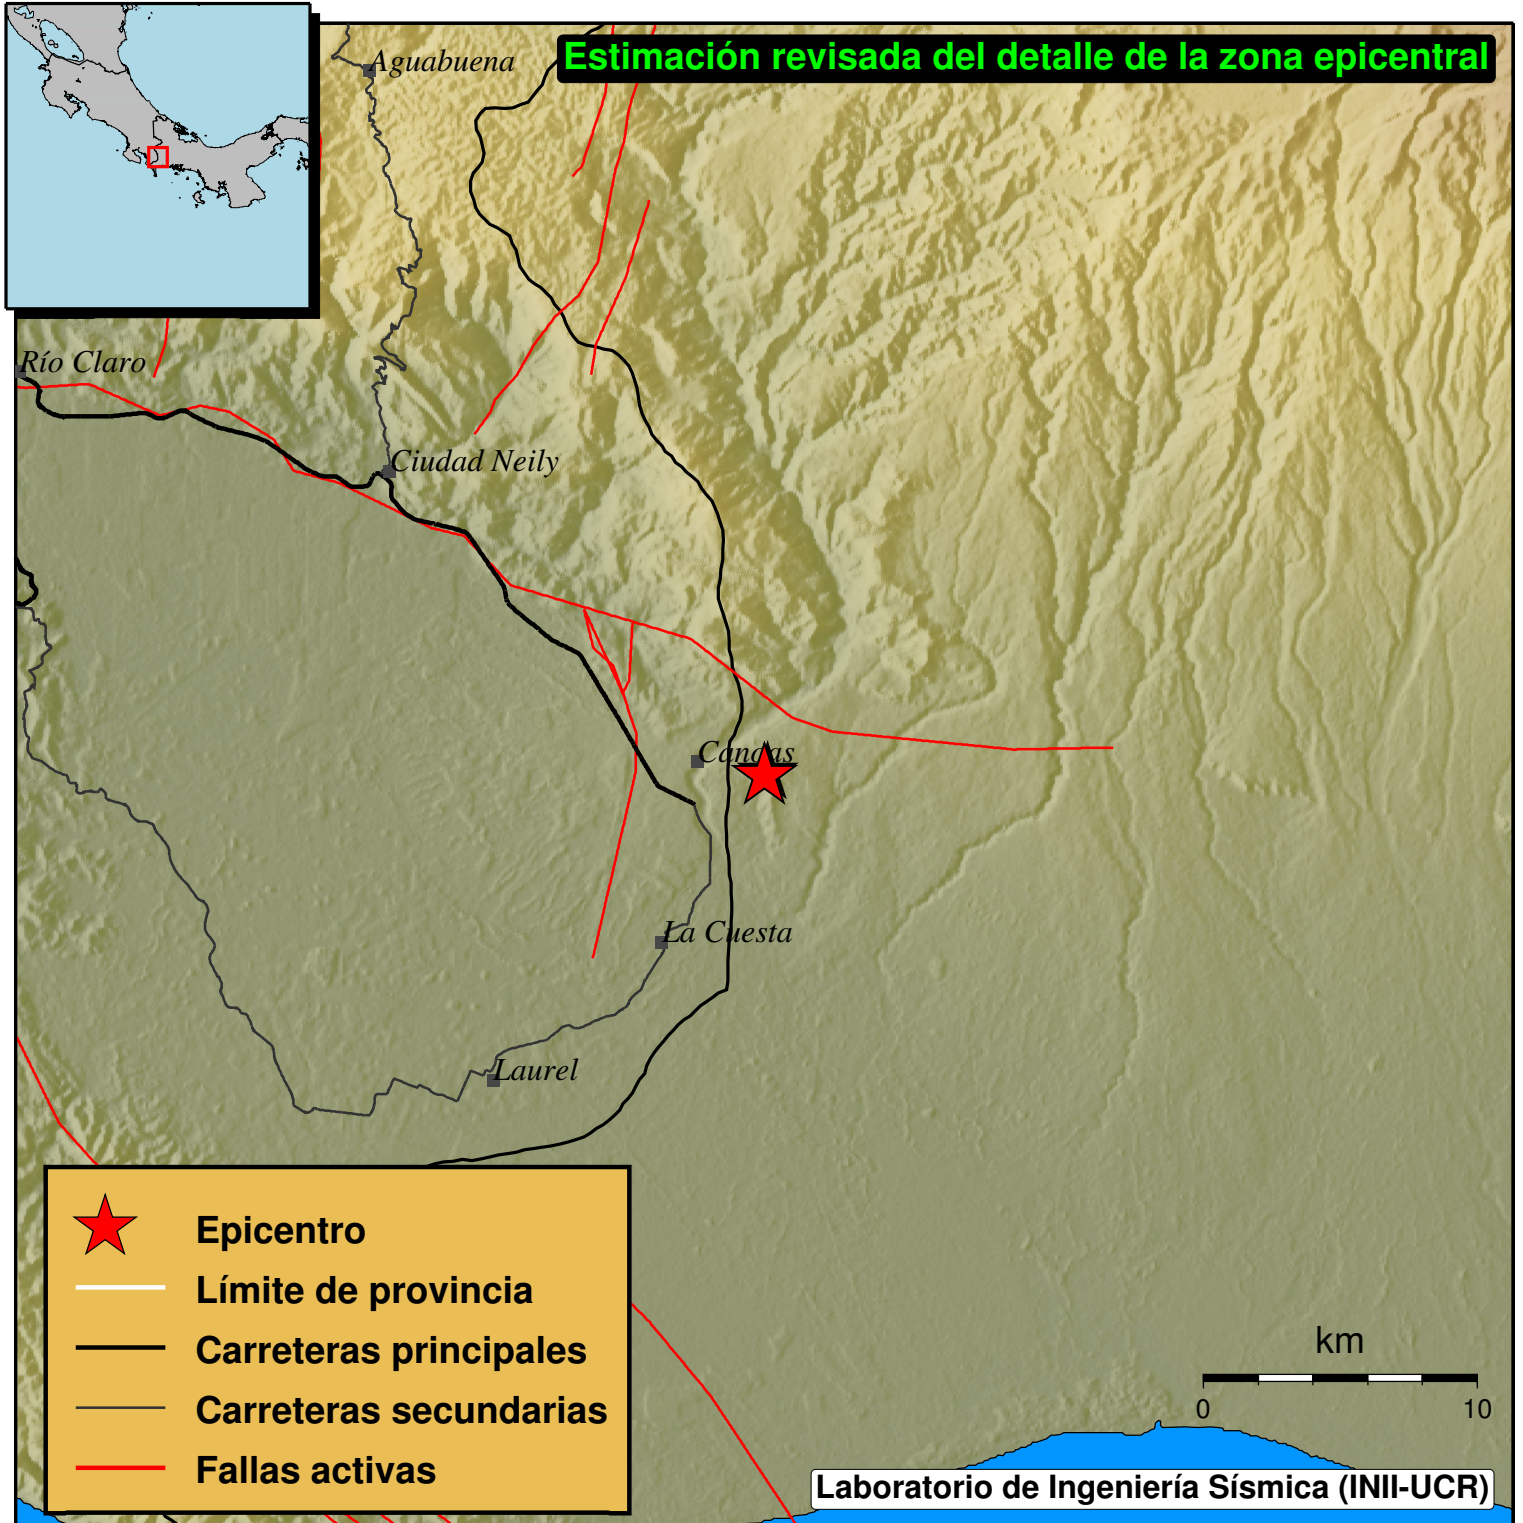 Estimación revisada del detalle de la zona epicentral
Aguabuena
Río Claro
Ciudad Neily
Canoas
La Cuesta
Laurel
Epicentro
Límite de provincia
Carreteras principales
Carreteras secundarias
Fallas activas
km
0 10
Laboratorio de Ingeniería Sísmica (INII-UCR)